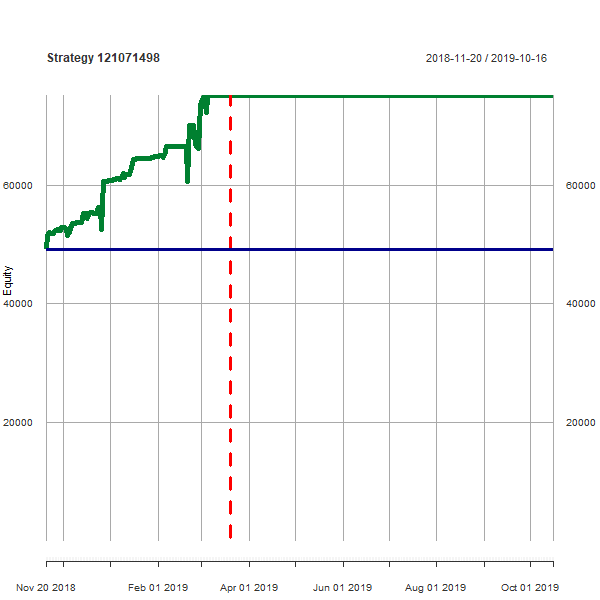 Strategy 121071498
2018-11-20 / 2019-10-16
60000
60000
Equity
40000
40000
20000
20000
Nov 20 2018
Feb 01 2019
Apr 01 2019
Jun 01 2019
Aug 01 2019
Oct 01 2019